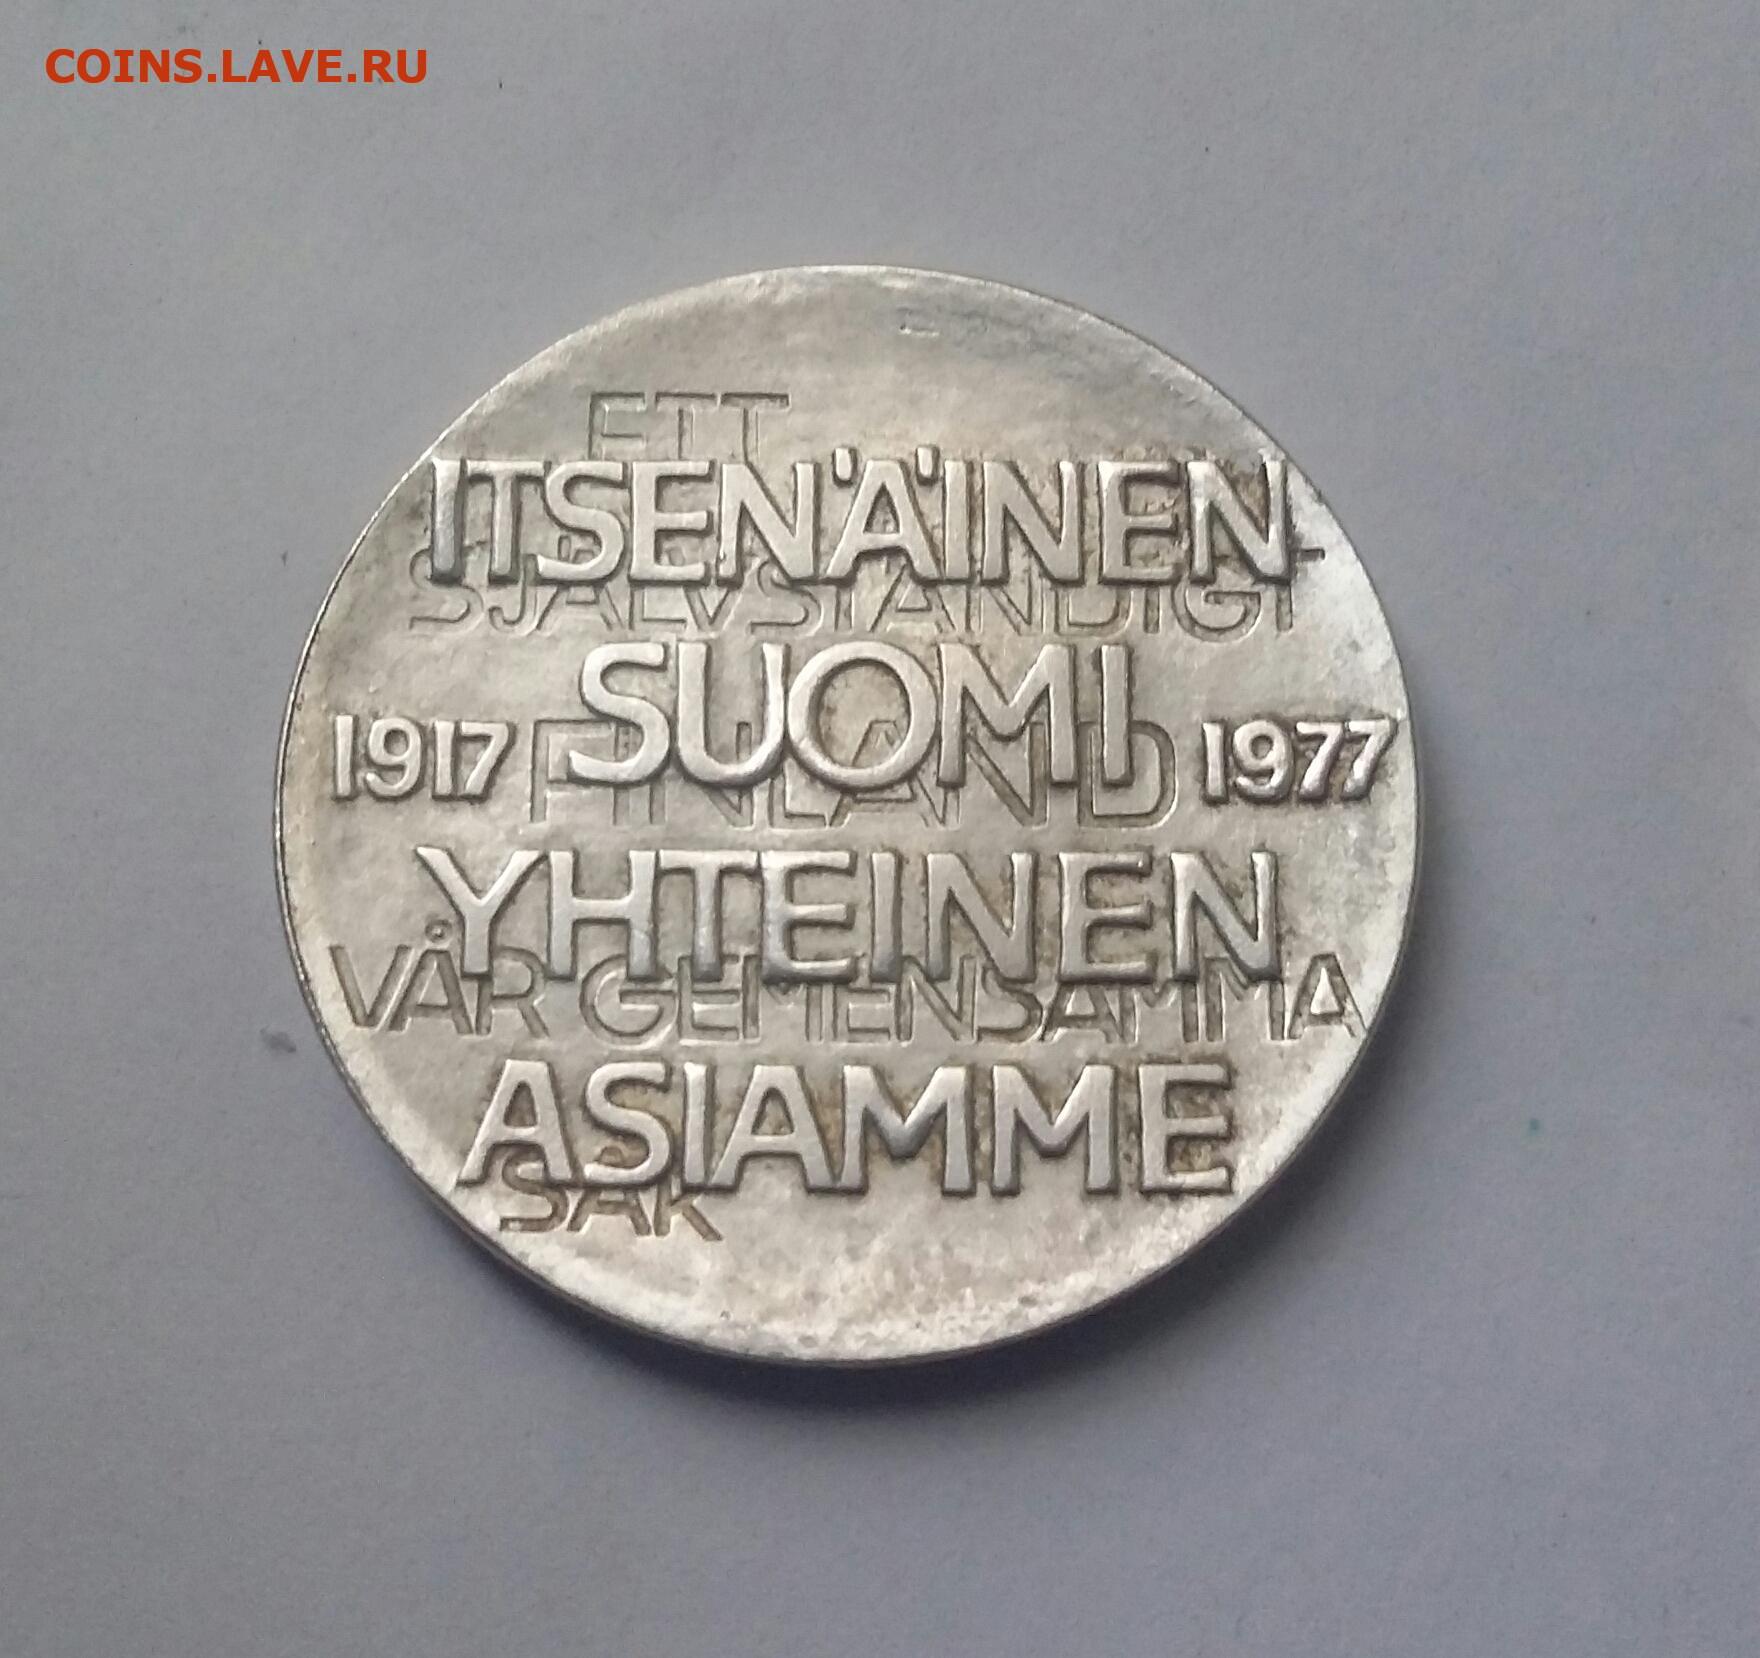 COINS.LAVE.RU
ETT
ITSENÄINEN
SJÄLVSTÄNDIGT
SUOMI
1917 FINLAND 1977
YHTEINEN
VÅR GEMENSAMMA
ASIAMME
SAK